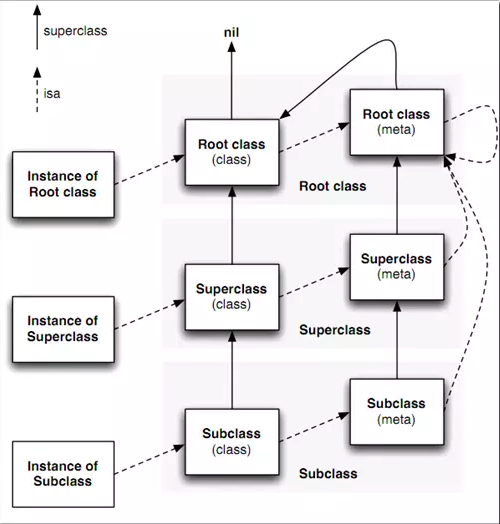 superclass
nil
isa
Root class
(meta)
Root class
(class)
Instance of
Root class
Root class
Superclass
(meta)
Superclass
(class)
Instance of
Superclass
Superclass
Subclass
(meta)
Subclass
(class)
Instance of
Subclass
Subclass